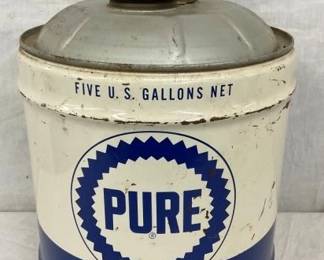 FIVE U. S. GALLONS NET
PURE
®